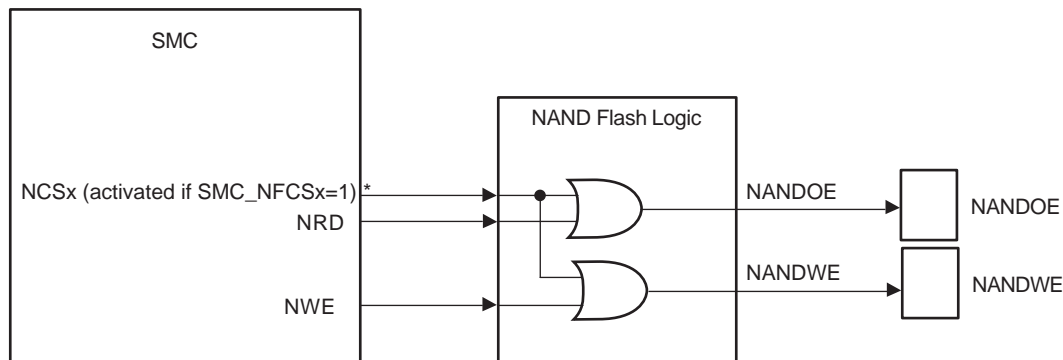 SMC
NAND Flash Logic
NCSx (activated if SMC_NFCSx=1) *
NRD
NANDOE
NANDOE
NWE
NANDWE
NANDWE